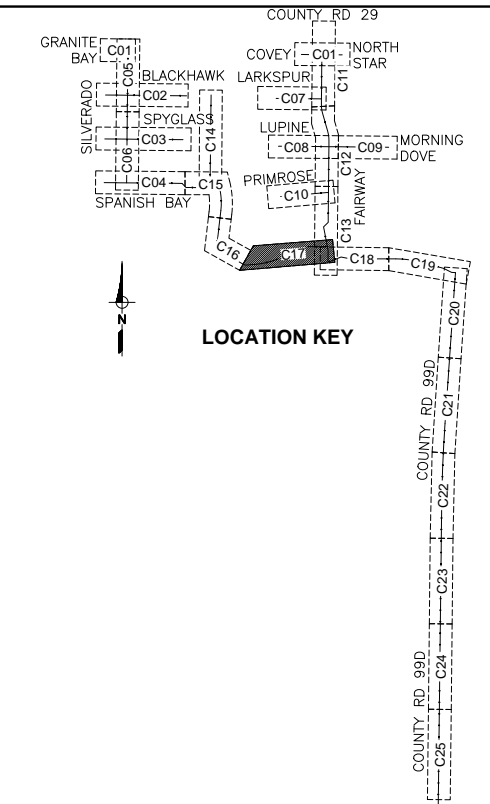 COUNTY RD 29
GRANITE
BAY
C01
C05
COVEY
C01
NORTH
STAR
C11
BLACKHAWK
LARKSPUR
C02
C07
SILVERADO
SPYGLASS
C03
C06
C14
LUPINE
C08
C09
MORNING
DOVE
C12
C04
C15
SPANISH BAY
PRIMROSE
C10
FAIRWAY
C13
C16
C17
C18
C19
C20
N
LOCATION KEY
COUNTY RD 99D
C21
C22
C23
C24
COUNTY RD 99D
C25